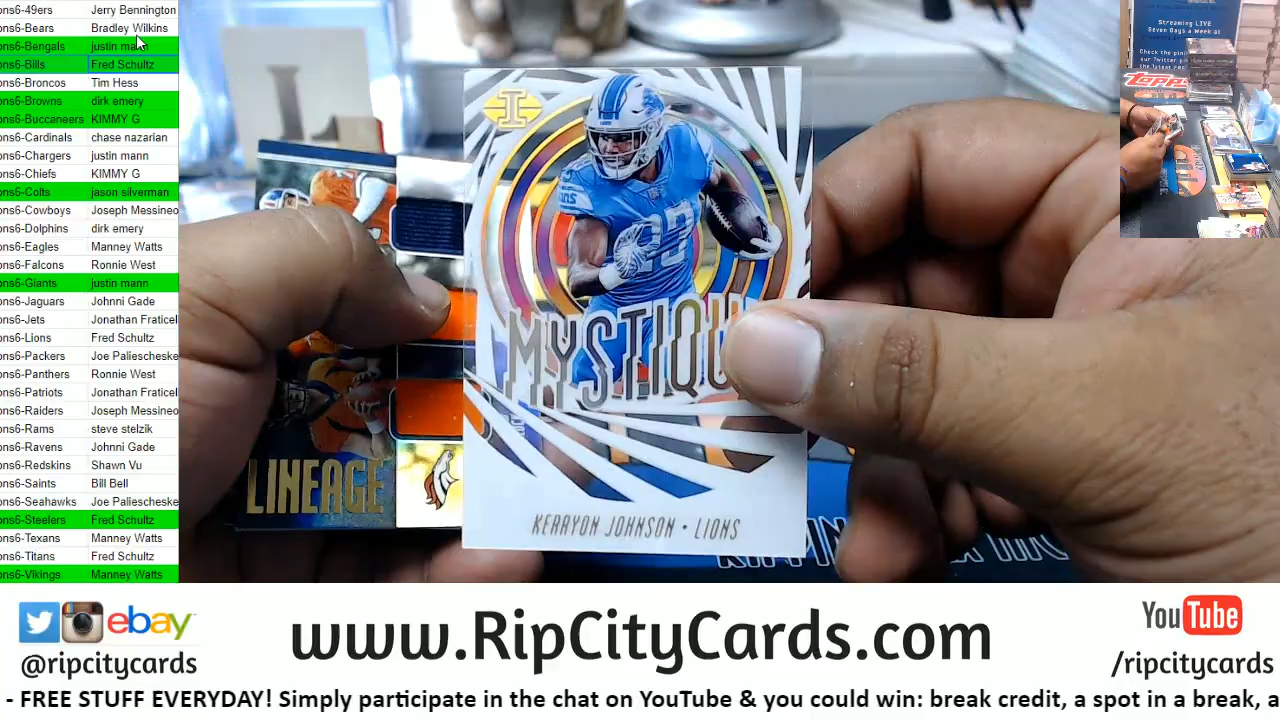 ons6-49ers Jerry Bennington
ons6-Bears Bradley Wilkins
ons6-Bengals justin mann
ons6-Bills Fred Schultz
ons6-Broncos Tim Hess
ons6-Browns dirk emery
ons6-Buccaneers KIMMY G
ons6-Cardinals chase nazarian
ons6-Chargers justin mann
ons6-Chiefs KIMMY G
ons6-Colts jason silverman
ons6-Cowboys Joseph Messineo
ons6-Dolphins dirk emery
ons6-Eagles Manney Watts
ons6-Falcons Ronnie West
ons6-Giants justin mann
ons6-Jaguars Johnni Gade
ons6-Jets Jonathan Fraticel
ons6-Lions Fred Schultz
ons6-Packers Joe Paliescheske
ons6-Panthers Ronnie West
ons6-Patriots Jonathan Fraticel
ons6-Raiders Joseph Messineo
ons6-Rams steve stelzik
ons6-Ravens Johnni Gade
ons6-Redskins Shawn Vu
ons6-Saints Bill Bell
ons6-Seahawks Joe Paliescheske
ons6-Steelers Fred Schultz
ons6-Texans Manney Watts
ons6-Titans Fred Schultz
ons6-Vikings Manney Watts
I
23
MYSTIQU
KERRYON JOHNSON • LIONS
LINEAGE
Streaming LIVE
Seven Days a Week at
Check the pin
our Twitter p
the latest
TOPPS
ebay
@ripcitycards
www.RipCityCards.com
YouTube
/ripcitycards
- FREE STUFF EVERYDAY! Simply participate in the chat on YouTube & you could win: break credit, a spot in a break, a